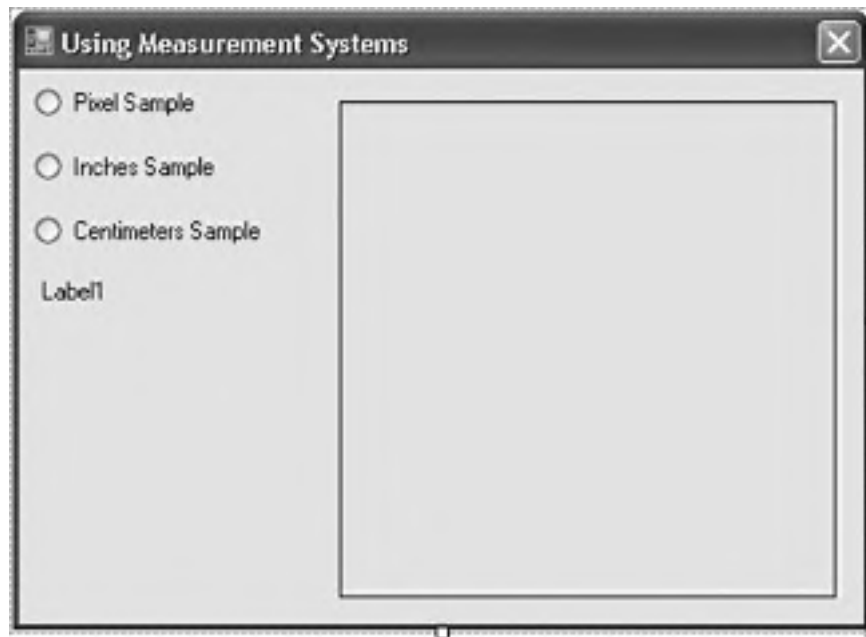 Using Measurement Systems
Pixel Sample
Inches Sample
Centimeters Sample
Label1